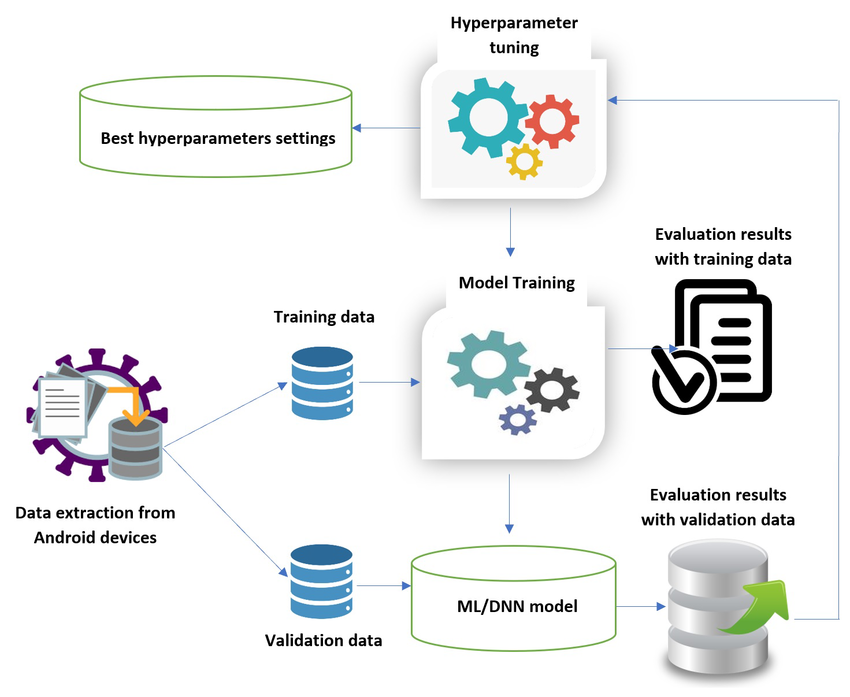 Hyperparameter
tuning
Best hyperparameters settings
Evaluation results
with training data
Model Training
Training data
Data extraction from
Android devices
Evaluation results
with validation data
ML/DNN model
Validation data